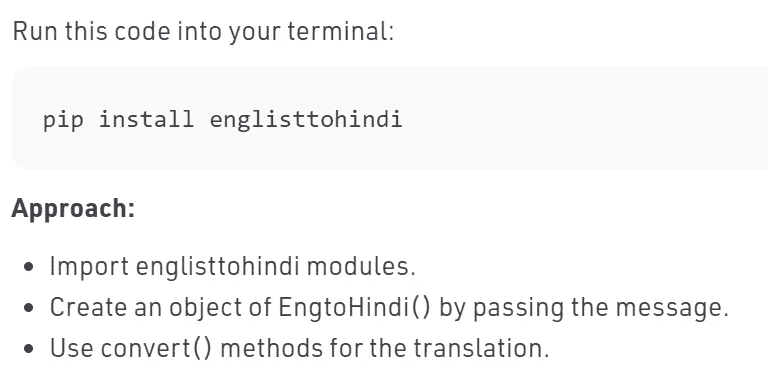 Run this code into your terminal:
pip install englisttohindi
Approach:
• Import englisttohindi modules.
• Create an object of EngtoHindi() by passing the message.
• Use convert() methods for the translation.